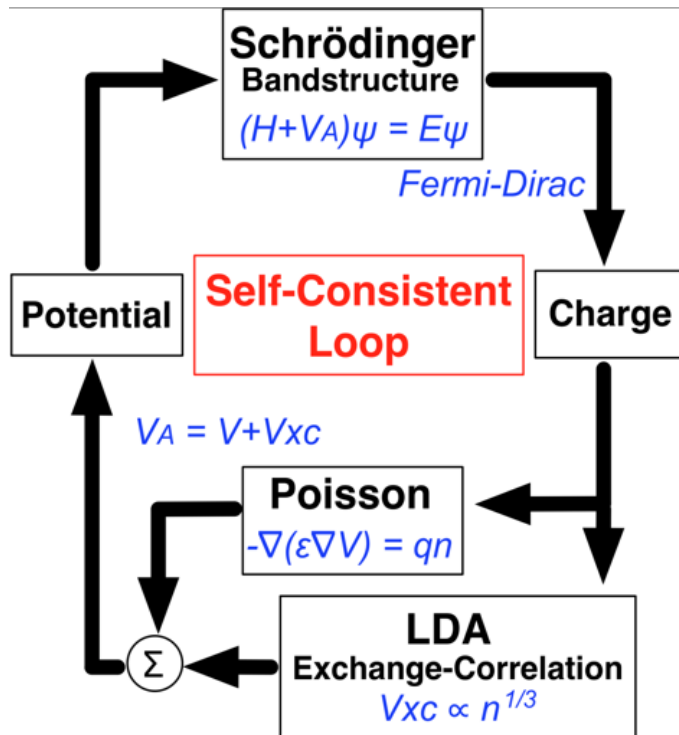 Schrödinger
Bandstructure
(H+VA)ψ = Eψ
Fermi-Dirac
Self-Consistent
Loop
Potential
Charge
VA = V+Vxc
Poisson
-∇(ε∇V) = qn
LDA
Exchange-Correlation
Vxc ∝ n^1/3
Σ